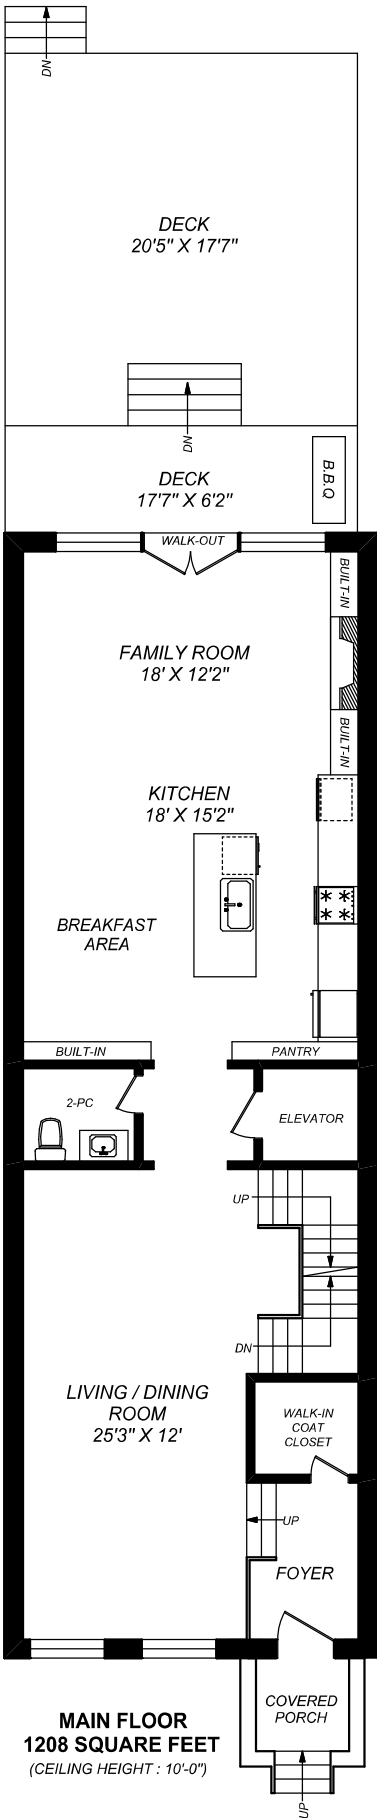 DN
DECK
20'5" X 17'7"
DN
DECK
17'7" X 6'2"
B.B.Q
WALK-OUT
BUILT-IN
FAMILY ROOM
18' X 12'2"
BUILT-IN
KITCHEN
18' X 15'2"
BREAKFAST
AREA
BUILT-IN
PANTRY
2-PC
ELEVATOR
UP
DN
LIVING / DINING
ROOM
25'3" X 12'
WALK-IN
COAT
CLOSET
UP
FOYER
COVERED
PORCH
MAIN FLOOR
1208 SQUARE FEET
(CEILING HEIGHT : 10'-0")
UP